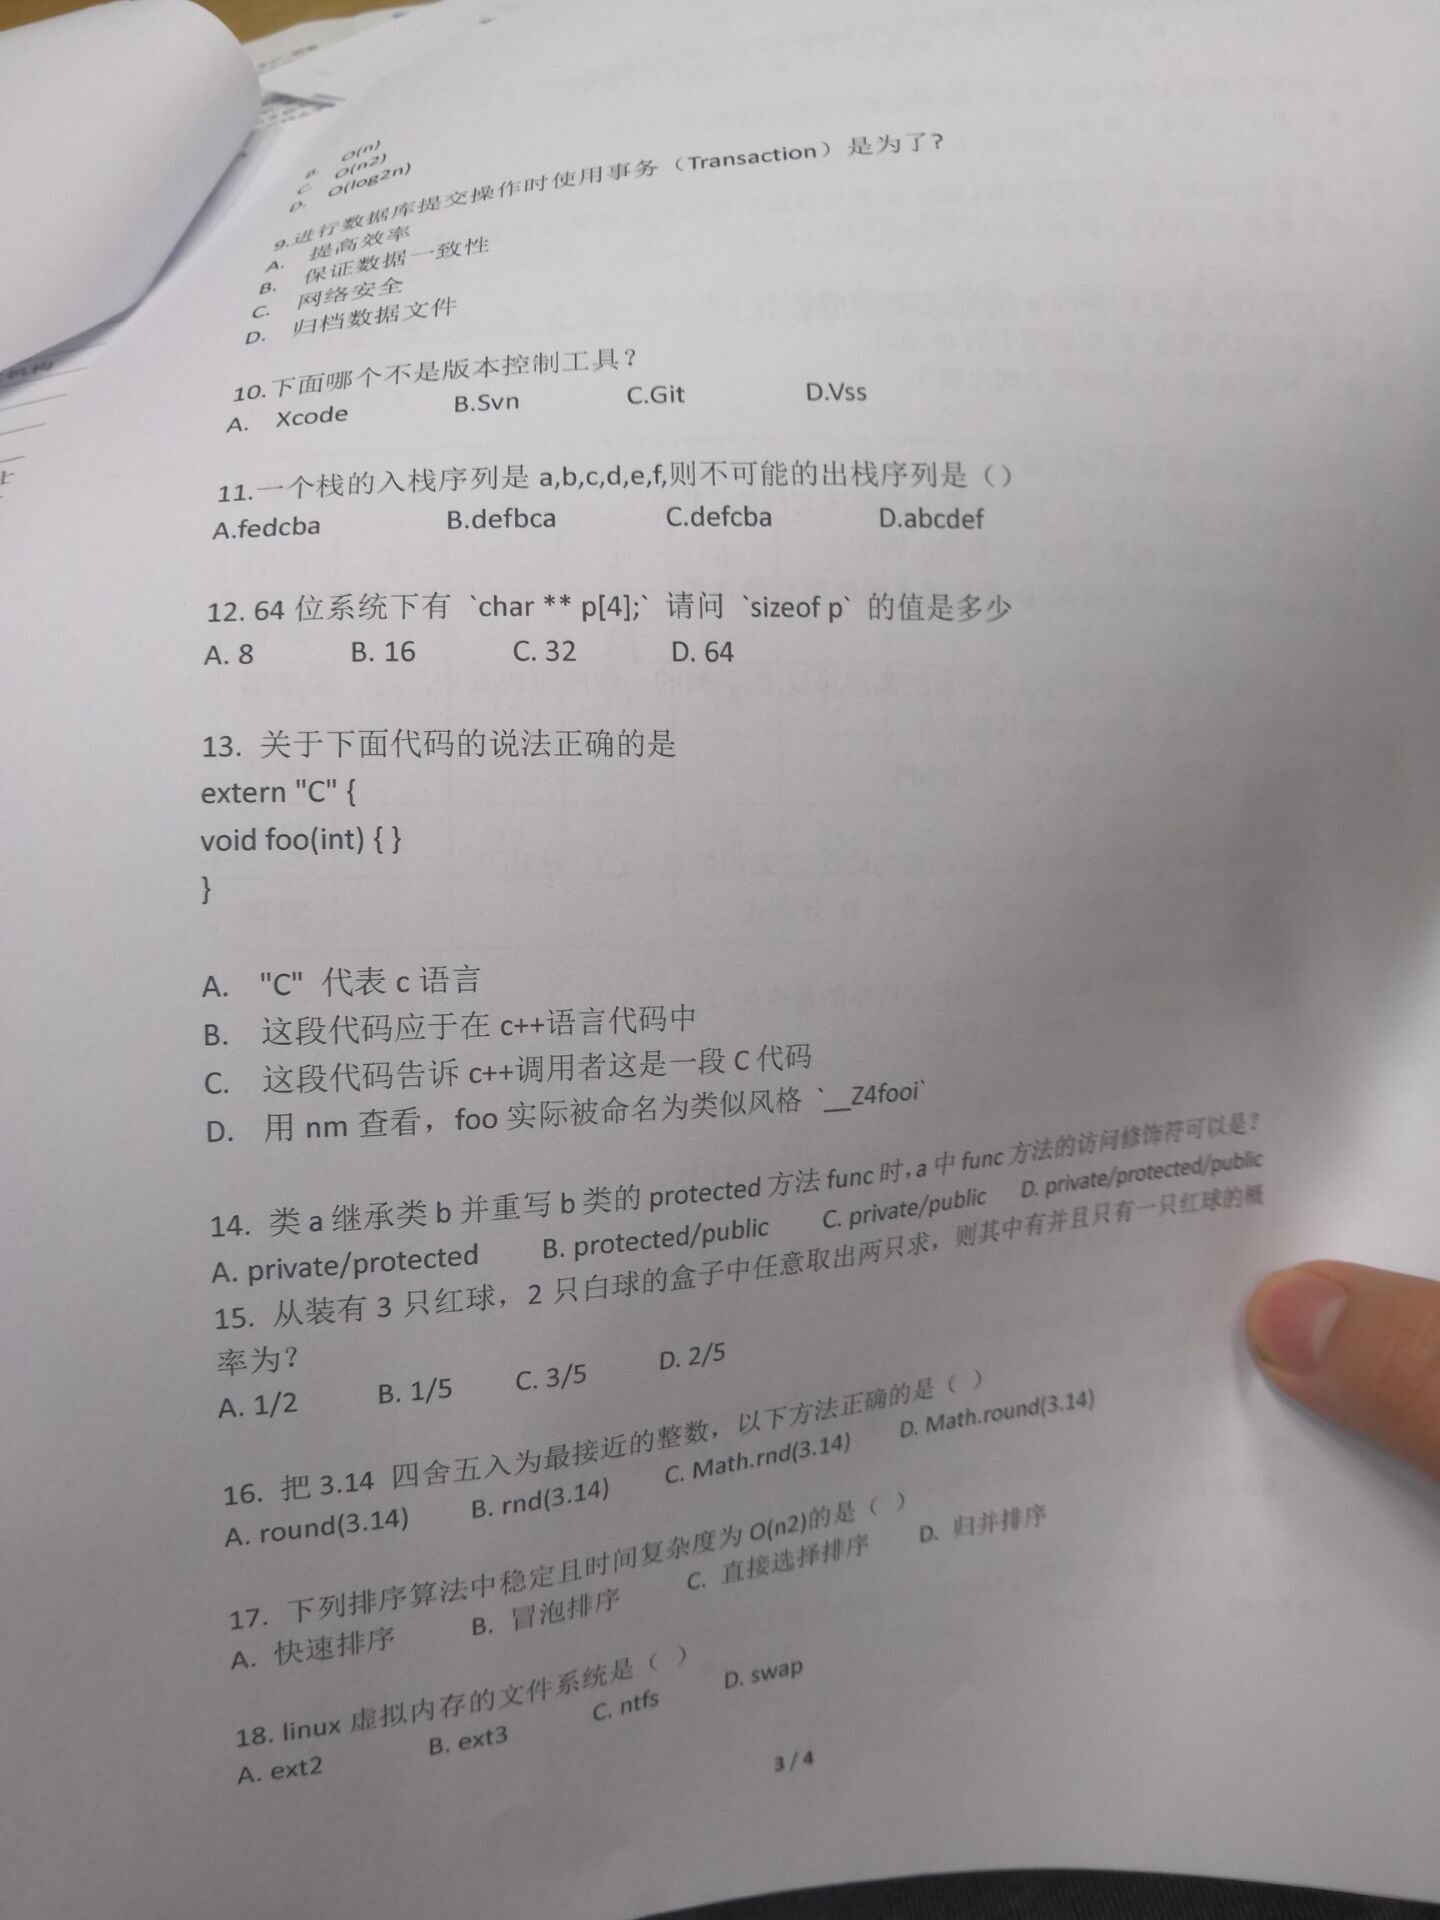 B. O(n)
C. O(n2)
D. O(log2n)
9.进行数据库提交操作时使用事务（Transaction）是为了?
A. 提高效率
B. 保证数据一致性
C. 网络安全
D. 归档数据文件
10.下面哪个不是版本控制工具？
A. Xcode B.Svn C.Git D.Vss
11.一个栈的入栈序列是 a,b,c,d,e,f,则不可能的出栈序列是（）
A.fedcba B.defbca C.defcba D.abcdef
12. 64 位系统下有 `char ** p[4];` 请问 `sizeof p` 的值是多少
A. 8 B. 16 C. 32 D. 64
13. 关于下面代码的说法正确的是
extern "C" {
void foo(int) { }
}
A. "C" 代表 c 语言
B. 这段代码应于在 c++语言代码中
C. 这段代码告诉 c++调用者这是一段 C 代码
D. 用 nm 查看，foo 实际被命名为类似风格 `__Z4fooi`
14. 类 a 继承类 b 并重写 b 类的 protected 方法 func 时，a 中 func 方法的访问修饰符可以是?
A. private/protected B. protected/public C. private/public D. private/protected/public
15. 从装有 3 只红球，2 只白球的盒子中任意取出两只求，则其中有并且只有一只红球的概
率为？
A. 1/2 B. 1/5 C. 3/5 D. 2/5
16. 把 3.14 四舍五入为最接近的整数，以下方法正确的是（ ）
A. round(3.14) B. rnd(3.14) C. Math.rnd(3.14) D. Math.round(3.14)
17. 下列排序算法中稳定且时间复杂度为 O(n2)的是（ ）
A. 快速排序 B. 冒泡排序 C. 直接选择排序 D、归并排序
18. linux 虚拟内存的文件系统是（ ）
A. ext2 B. ext3 C. ntfs D. swap
3 / 4
机构